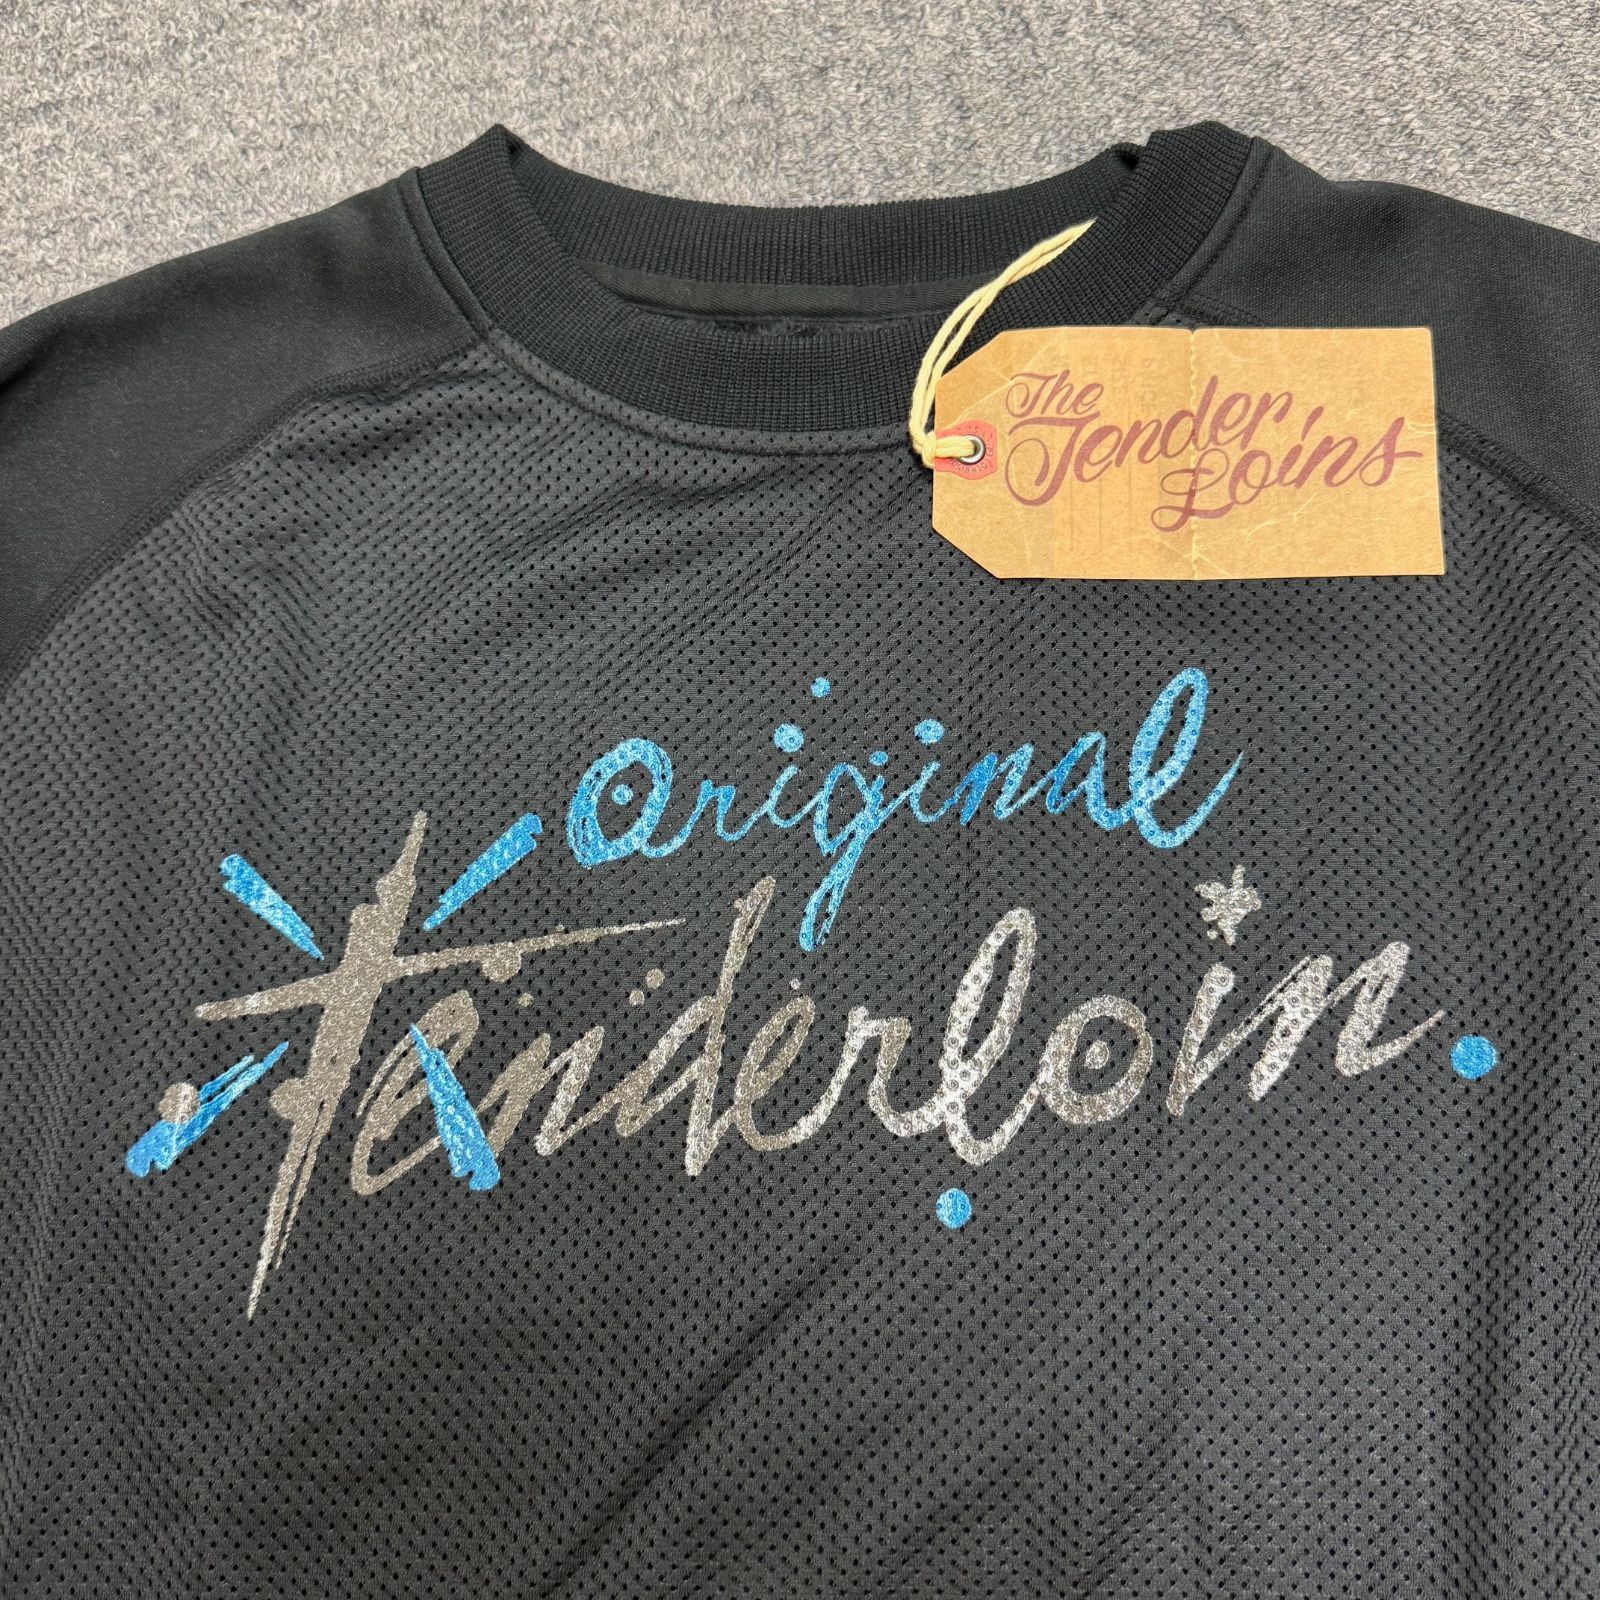 The
Tender
Loins
Original
Tenderloin.